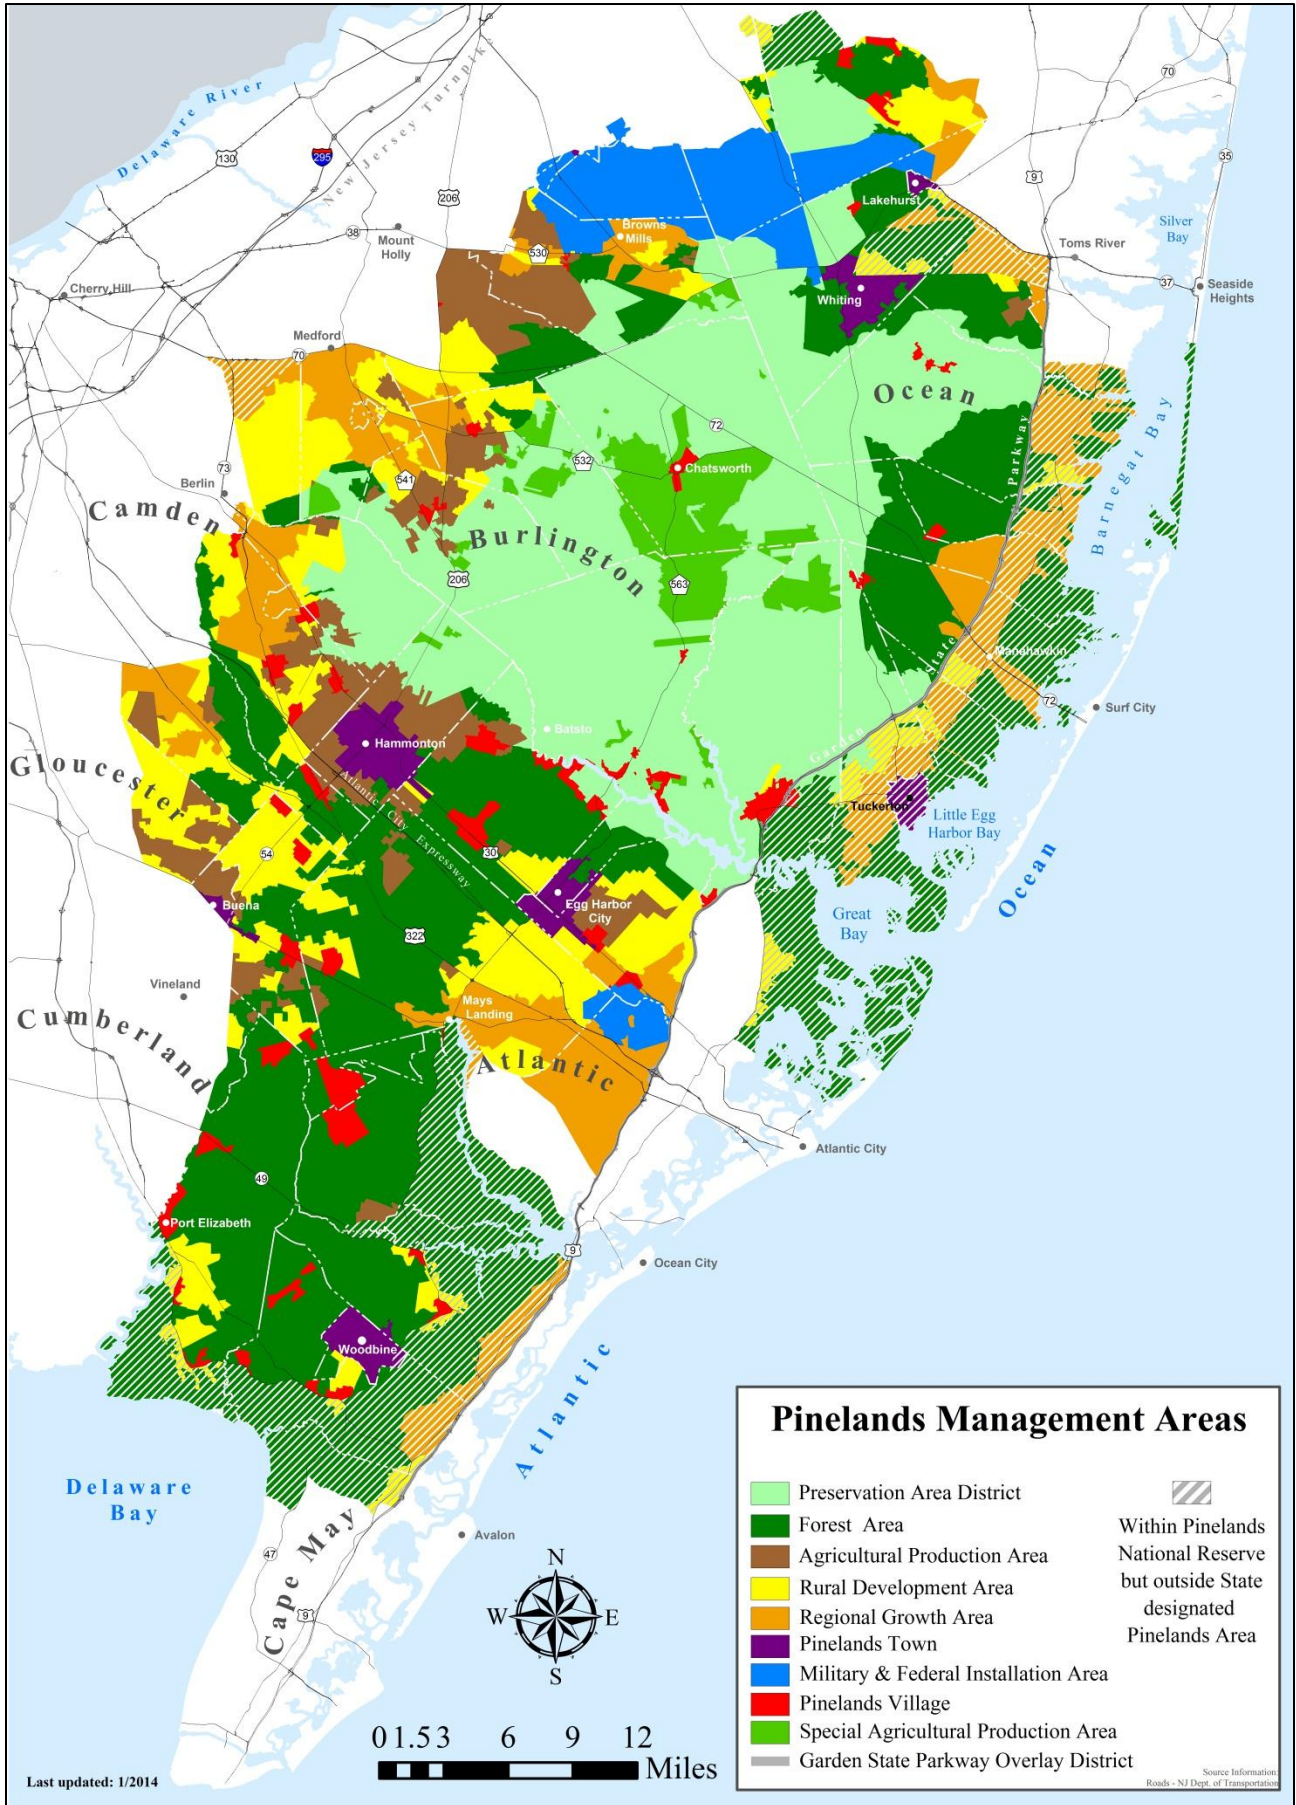 Delaware River
130
295
New Jersey Turnpike
206
70
35
9
Lakehurst
Silver
Bay
Browns
Mills
Mount
Holly
38
530
Toms River
Cherry Hill
37
Seaside
Heights
Whiting
Medford
70
Ocean
72
Parkway
Barnegat Bay
73
532
Chatsworth
541
Berlin
Camden
Burlington
206
563
State
Manahawkin
72
Surf City
Batsto
Garden
Hammonton
Gloucester
Atlantic City Expressway
Tuckerton
Little Egg
Harbor Bay
54
30
Ocean
Buena
Egg Harbor
City
Great
Bay
322
Vineland
Mays
Landing
Cumberland
Atlantic
Atlantic City
49
Port Elizabeth
9
Ocean City
Woodbine
Atlantic
Delaware
Bay
Avalon
47
Cape May
9
N
W E
S
0 1.5 3 6 9 12
Miles
Last updated: 1/2014
Pinelands Management Areas
Preservation Area District
Forest Area
Agricultural Production Area
Rural Development Area
Regional Growth Area
Pinelands Town
Military & Federal Installation Area
Pinelands Village
Special Agricultural Production Area
Garden State Parkway Overlay District
Within Pinelands
National Reserve
but outside State
designated
Pinelands Area
Source Information:
Roads - NJ Dept. of Transportation